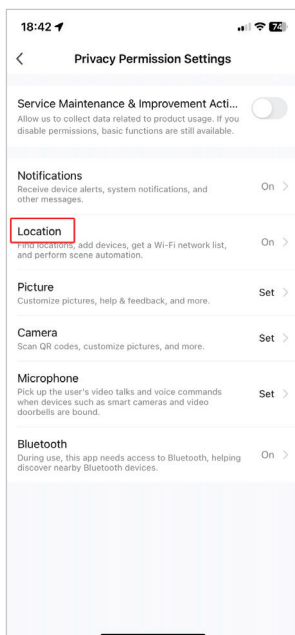 18:42
74
Privacy Permission Settings
Service Maintenance & Improvement Acti...
Allow us to collect data related to product usage. If you
disable permissions, basic functions are still available.
Notifications
Receive device alerts, system notifications, and
other messages.
On
Location
Find locations, add devices, get a Wi-Fi network list,
and perform scene automation.
On
Picture
Customize pictures, help & feedback, and more.
Set
Camera
Scan QR codes, customize pictures, and more.
Set
Microphone
Pick up the user's video talks and voice commands
when devices such as smart cameras and video
doorbells are bound.
Set
Bluetooth
During use, this app needs access to Bluetooth, helping
discover nearby Bluetooth devices.
On